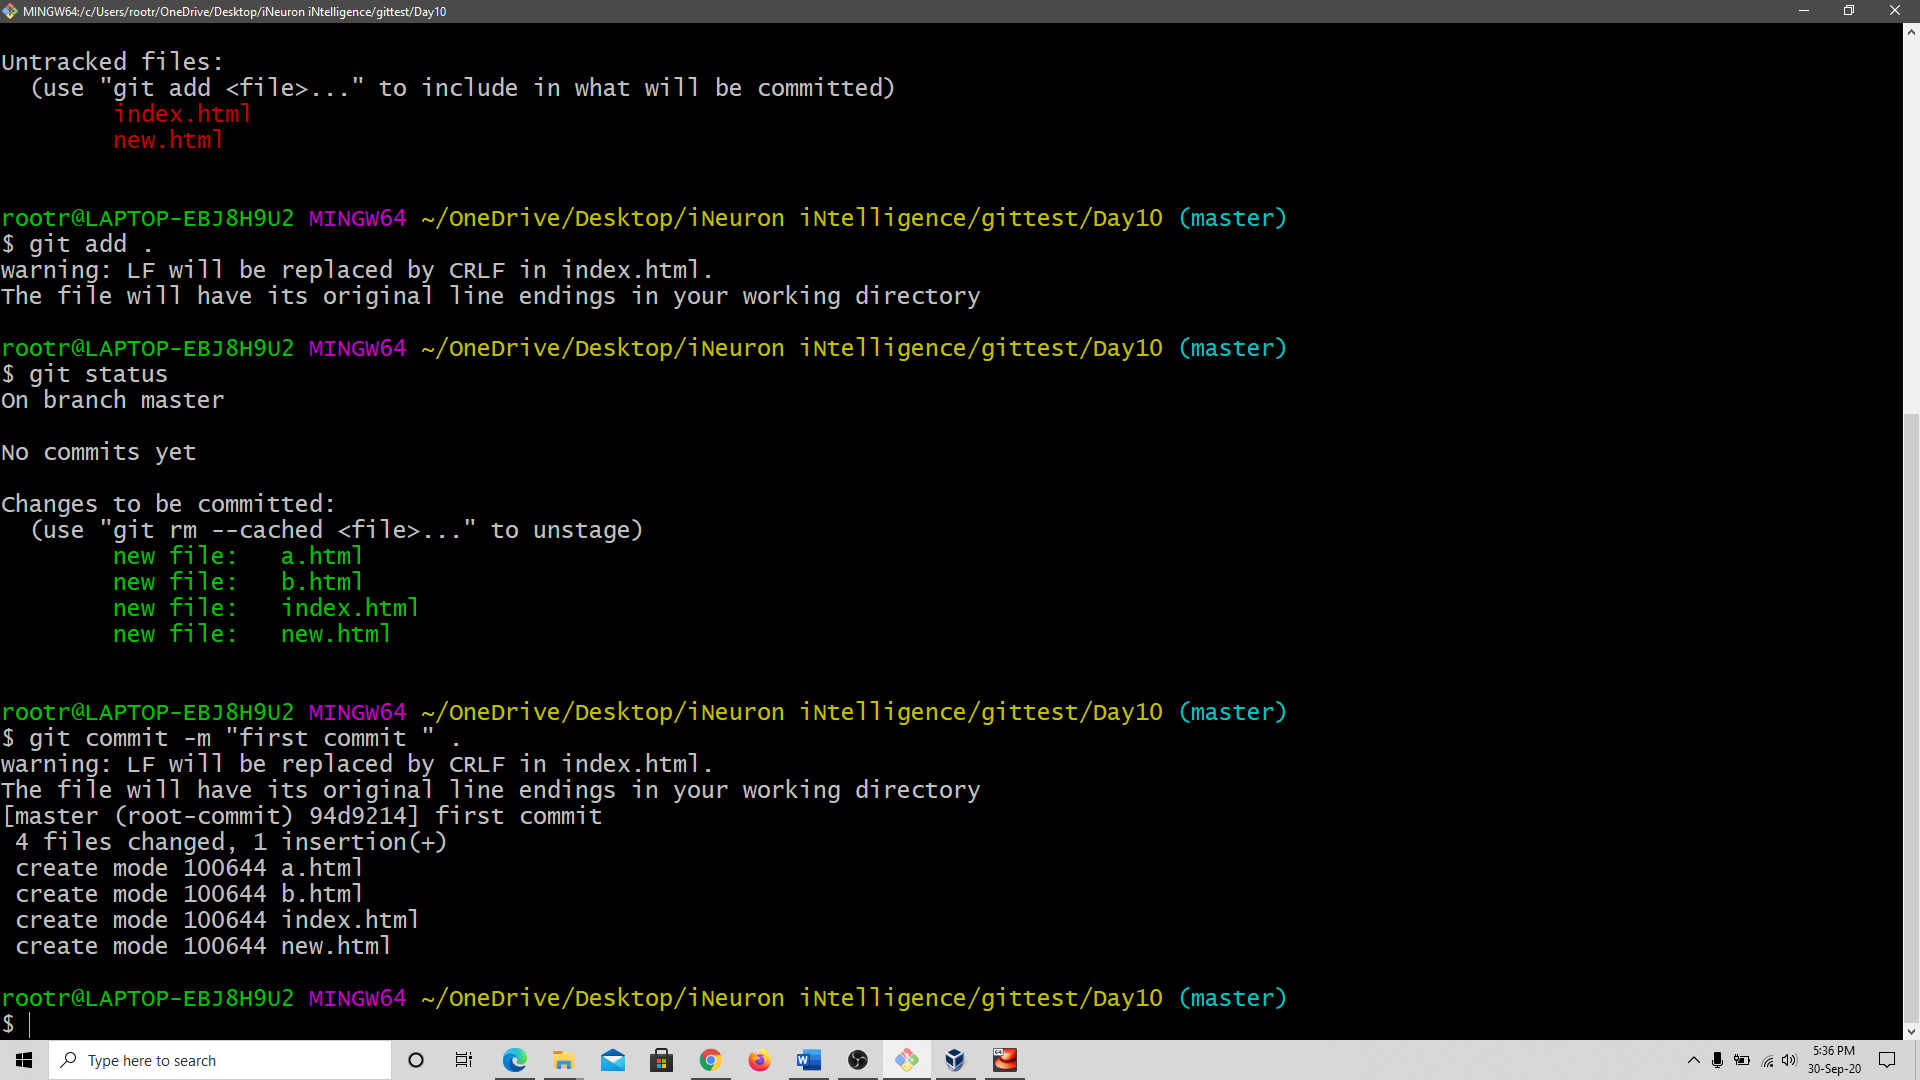 MINGW64:/c/Users/rootr/OneDrive/Desktop/iNeuron iNtelligence/gittest/Day10
Untracked files:
  (use "git add <file>..." to include in what will be committed)
        index.html
        new.html
rootr@LAPTOP-EBJ8H9U2 MINGW64 ~/OneDrive/Desktop/iNeuron iNtelligence/gittest/Day10 (master)
$ git add .
warning: LF will be replaced by CRLF in index.html.
The file will have its original line endings in your working directory
rootr@LAPTOP-EBJ8H9U2 MINGW64 ~/OneDrive/Desktop/iNeuron iNtelligence/gittest/Day10 (master)
$ git status
On branch master
No commits yet
Changes to be committed:
  (use "git rm --cached <file>..." to unstage)
        new file:   a.html
        new file:   b.html
        new file:   index.html
        new file:   new.html
rootr@LAPTOP-EBJ8H9U2 MINGW64 ~/OneDrive/Desktop/iNeuron iNtelligence/gittest/Day10 (master)
$ git commit -m "first commit " .
warning: LF will be replaced by CRLF in index.html.
The file will have its original line endings in your working directory
[master (root-commit) 94d9214] first commit
 4 files changed, 1 insertion(+)
 create mode 100644 a.html
 create mode 100644 b.html
 create mode 100644 index.html
 create mode 100644 new.html
rootr@LAPTOP-EBJ8H9U2 MINGW64 ~/OneDrive/Desktop/iNeuron iNtelligence/gittest/Day10 (master)
$
Type here to search
5:36 PM
30-Sep-20